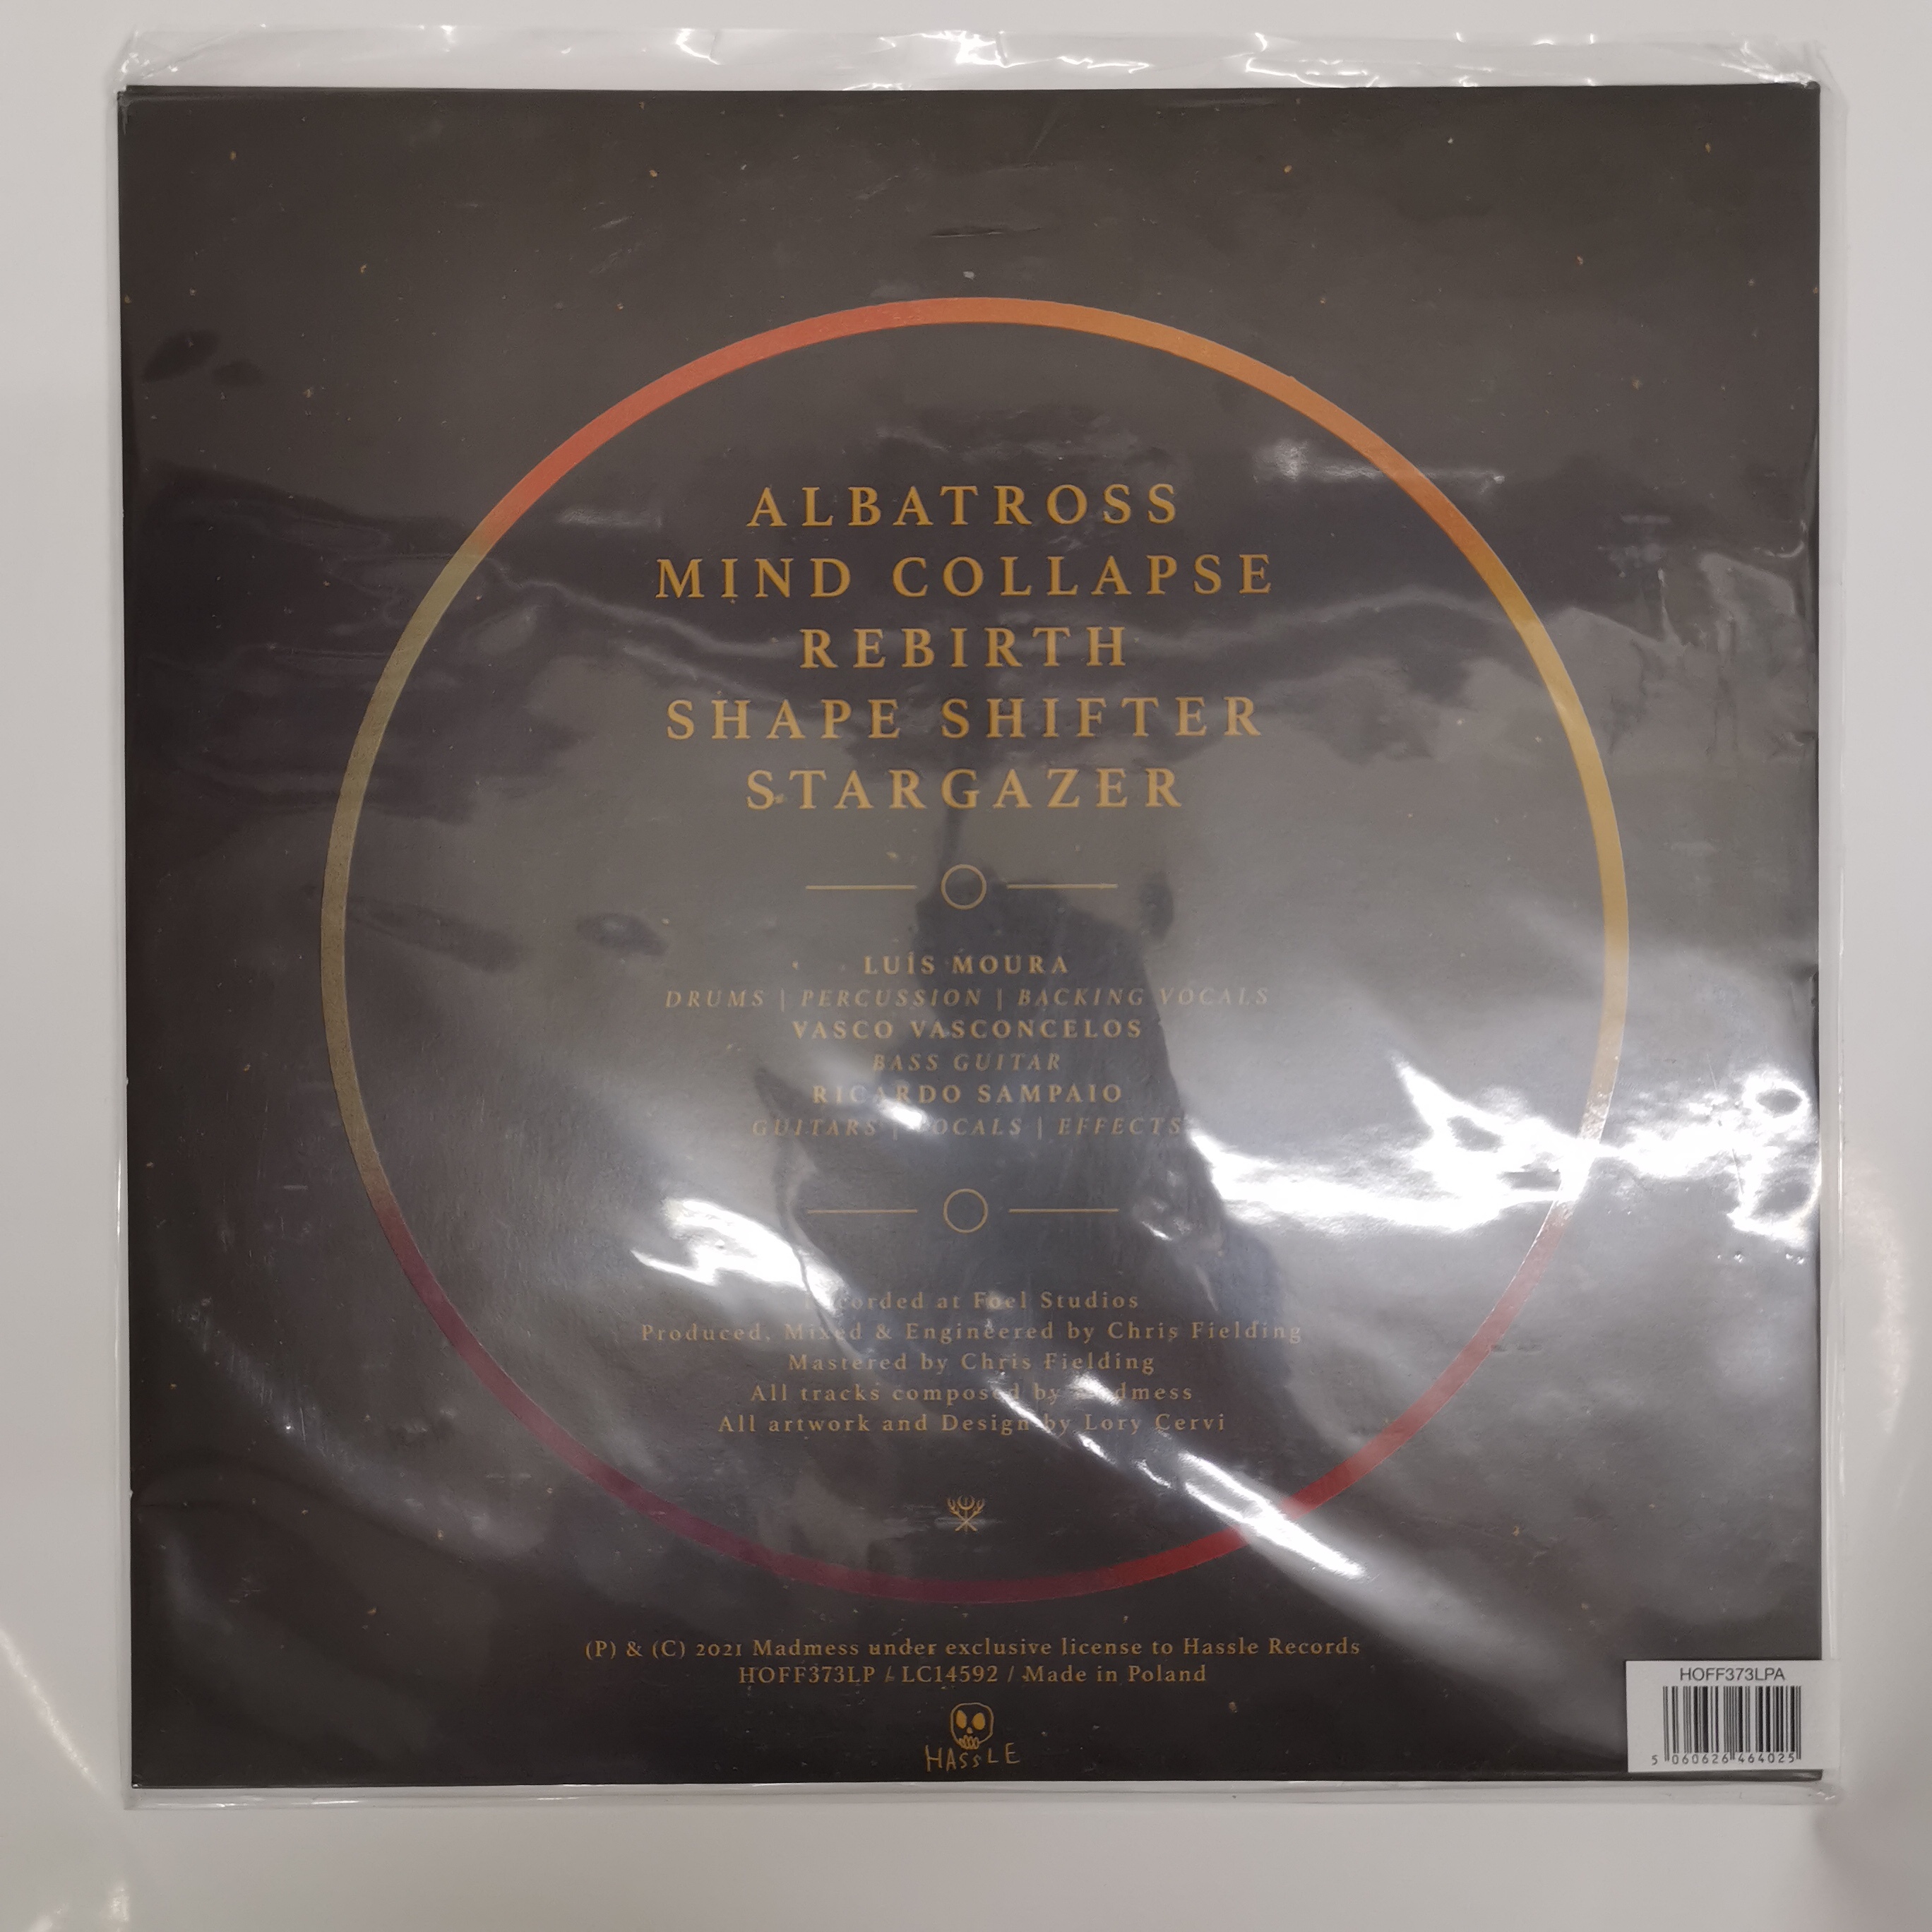 ALBATROSS
MIND COLLAPSE
REBIRTH
SHAPE SHIFTER
STARGAZER
LUÍS MOURA
DRUMS | PERCUSSION | BACKING VOCALS
VASCO VASCONCELOS
BASS GUITAR
RICARDO SAMPAIO
GUITARS | VOCALS | EFFECTS
Recorded at Foel Studios
Produced, Mixed & Engineered by Chris Fielding
Mastered by Chris Fielding
All tracks composed by Madmess
All artwork and Design by Lory Cervi
(P) & (C) 2021 Madmess under exclusive license to Hassle Records
HOFF373LP / LC14592 / Made in Poland
HASSLE
HOFF373LPA
5 060626 464025